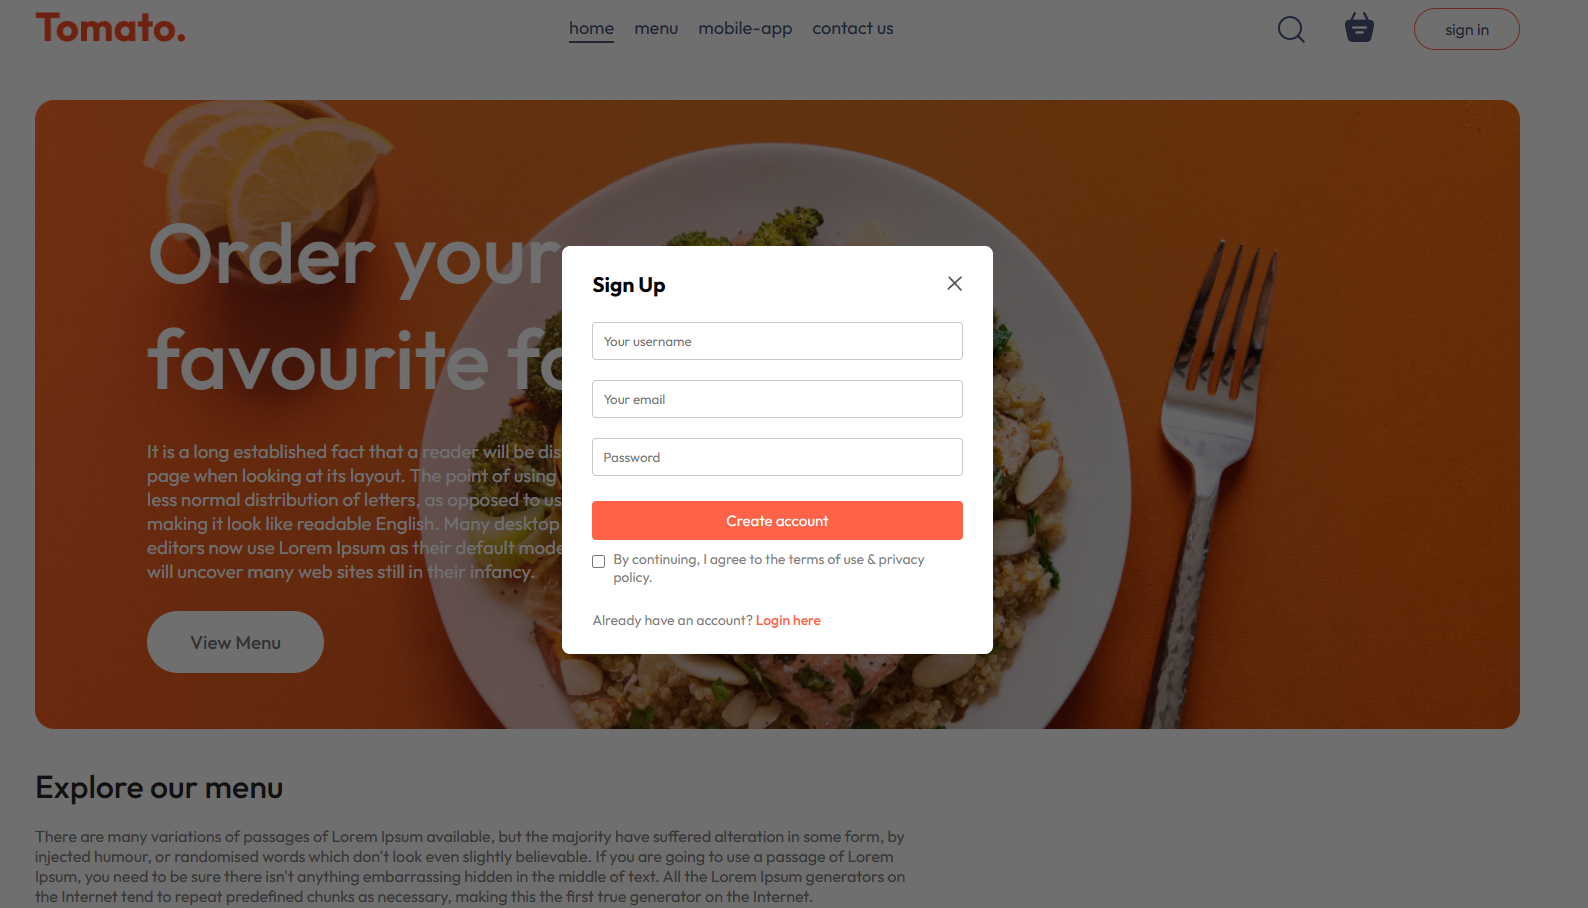 Tomato.
home menu mobile-app contact us
sign in
Order your
favourite fo
It is a long established fact that a reader will be dis
page when looking at its layout. The point of using
less normal distribution of letters, as opposed to us
making it look like readable English. Many desktop
editors now use Lorem Ipsum as their default mode
will uncover many web sites still in their infancy.
View Menu
Sign Up
Your username
Your email
Password
Create account
By continuing, I agree to the terms of use & privacy
policy.
Already have an account? Login here
Explore our menu
There are many variations of passages of Lorem Ipsum available, but the majority have suffered alteration in some form, by
injected humour, or randomised words which don't look even slightly believable. If you are going to use a passage of Lorem
Ipsum, you need to be sure there isn't anything embarrassing hidden in the middle of text. All the Lorem Ipsum generators on
the Internet tend to repeat predefined chunks as necessary, making this the first true generator on the Internet.